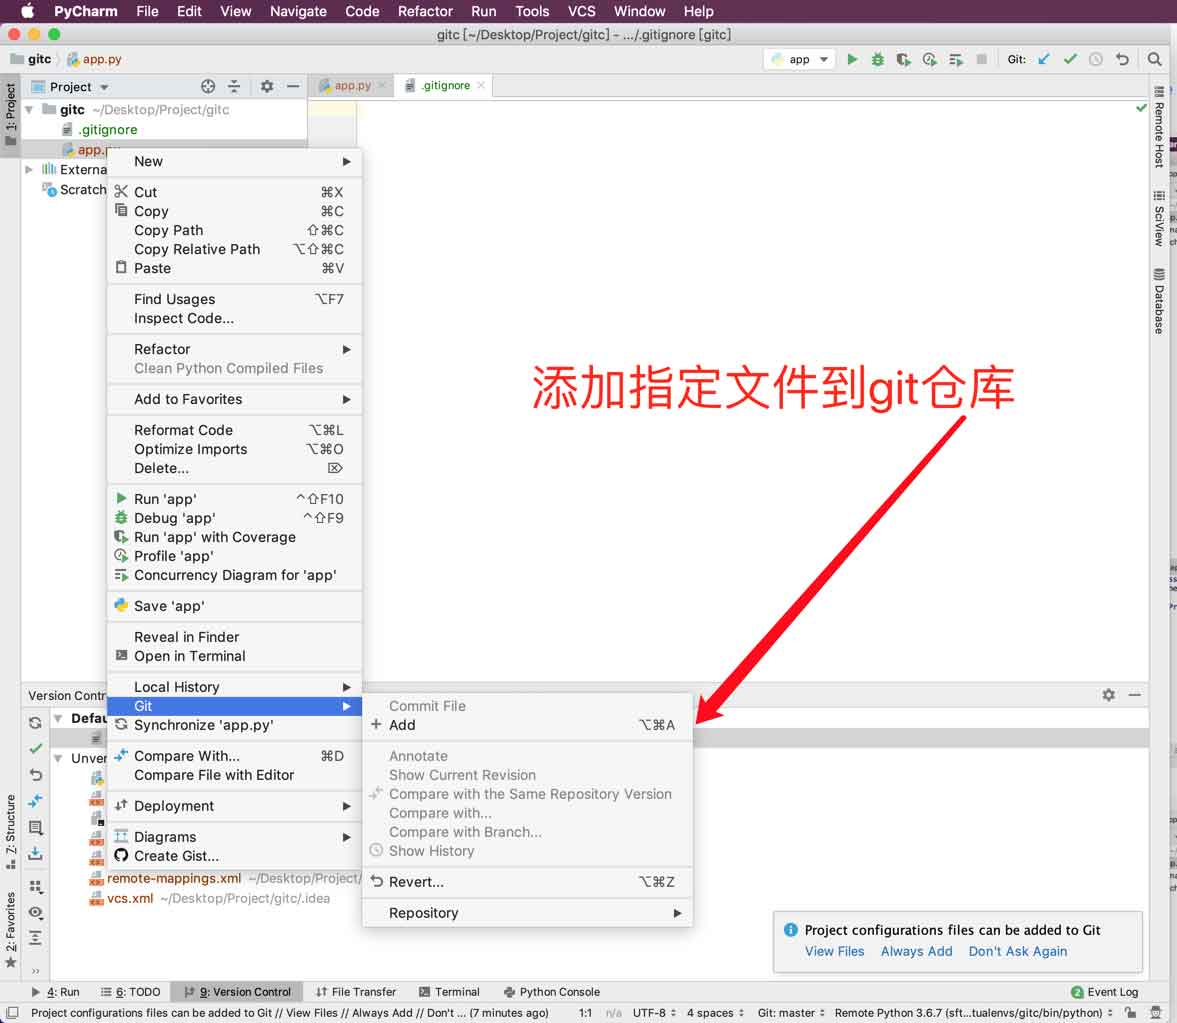 PyCharm File Edit View Navigate Code Refactor Run Tools VCS Window Help
gitc [~/Desktop/Project/gitc] - .../.gitignore [gitc]
gitc app.py
app Git:
1: Project
Project
app.py .gitignore
gitc ~/Desktop/Project/gitc
.gitignore
app.py
Externa
Scratch
New
Cut ⌘X
Copy ⌘C
Copy Path ⇧⌘C
Copy Relative Path ⌥⇧⌘C
Paste ⌘V
Find Usages ⌥F7
Inspect Code...
Refactor
Clean Python Compiled Files
Add to Favorites
Reformat Code ⌥⌘L
Optimize Imports ⌥⌘O
Delete... ⌦
Run 'app' ^⇧F10
Debug 'app' ^⇧F9
Run 'app' with Coverage
Profile 'app'
Concurrency Diagram for 'app'
Save 'app'
Reveal in Finder
Open in Terminal
Local History
Git
Synchronize 'app.py'
Compare With... ⌘D
Compare File with Editor
Deployment
Diagrams
Create Gist...
添加指定文件到git仓库
Remote Host
SciView
Database
Version Contr
Defau
Unver
Commit File
Add ⌥⌘A
Annotate
Show Current Revision
Compare with the Same Repository Version
Compare with...
Compare with Branch...
Show History
Revert... ⌥⌘Z
Repository
remote-mappings.xml ~/Desktop/Project/
vcs.xml ~/Desktop/Project/gitc/.idea
Z: Structure
2: Favorites
Project configurations files can be added to Git
View Files Always Add Don't Ask Again
4: Run 6: TODO 9: Version Control File Transfer Terminal Python Console 2 Event Log
Project configurations files can be added to Git // View Files // Always Add // Don't ... (7 minutes ago) 1:1 n/a UTF-8 4 spaces Git: master Remote Python 3.6.7 (sft...tualenvs/gitc/bin/python)